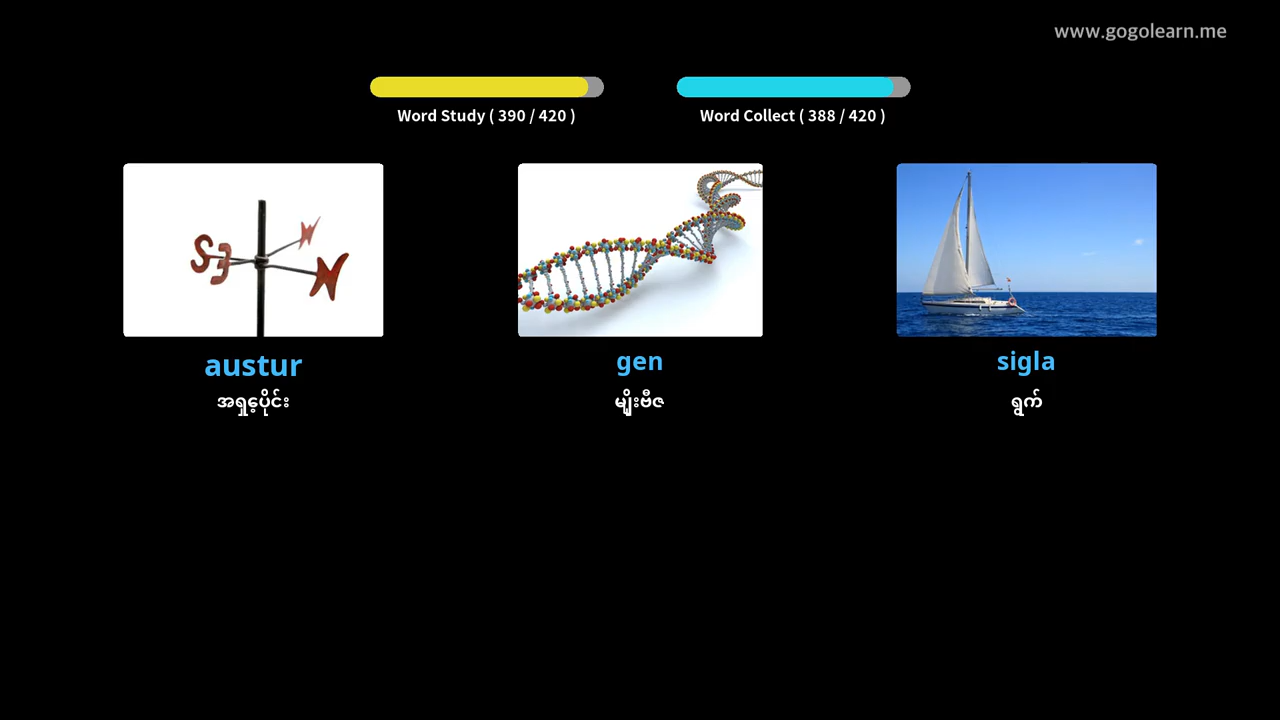 www.gogolearn.me
Word Study ( 390 / 420 )
Word Collect ( 388 / 420 )
S E N W
austur
gen
sigla
အရှေ့ပိုင်း
မျိုးဗီဇ
ရွက်